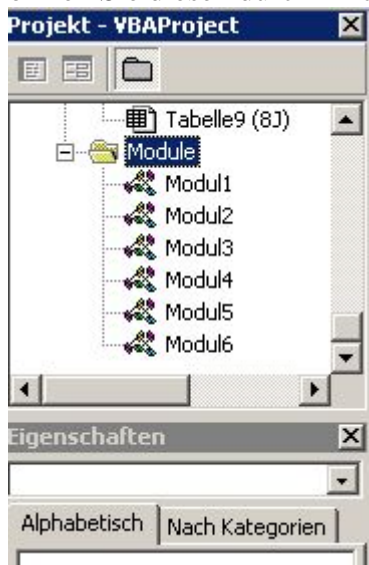 Projekt - VBAProject
Tabelle9 (8J)
Module
Modul1
Modul2
Modul3
Modul4
Modul5
Modul6
Eigenschaften
Alphabetisch
Nach Kategorien